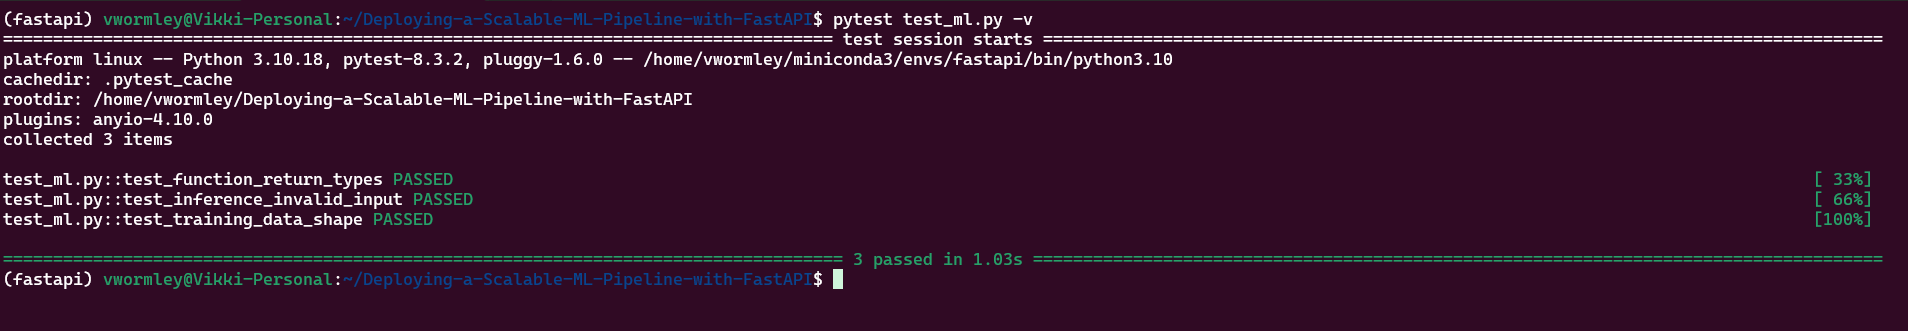 (fastapi) vwormley@Vikki-Personal:~/Deploying-a-Scalable-ML-Pipeline-with-FastAPI$ pytest test_ml.py -v
=================================================================================== test session starts ====================================================================================
platform linux -- Python 3.10.18, pytest-8.3.2, pluggy-1.6.0 -- /home/vwormley/miniconda3/envs/fastapi/bin/python3.10
cachedir: .pytest_cache
rootdir: /home/vwormley/Deploying-a-Scalable-ML-Pipeline-with-FastAPI
plugins: anyio-4.10.0
collected 3 items
test_ml.py::test_function_return_types PASSED [ 33%]
test_ml.py::test_inference_invalid_input PASSED [ 66%]
test_ml.py::test_training_data_shape PASSED [100%]
==================================================================================== 3 passed in 1.03s =====================================================================================
(fastapi) vwormley@Vikki-Personal:~/Deploying-a-Scalable-ML-Pipeline-with-FastAPI$